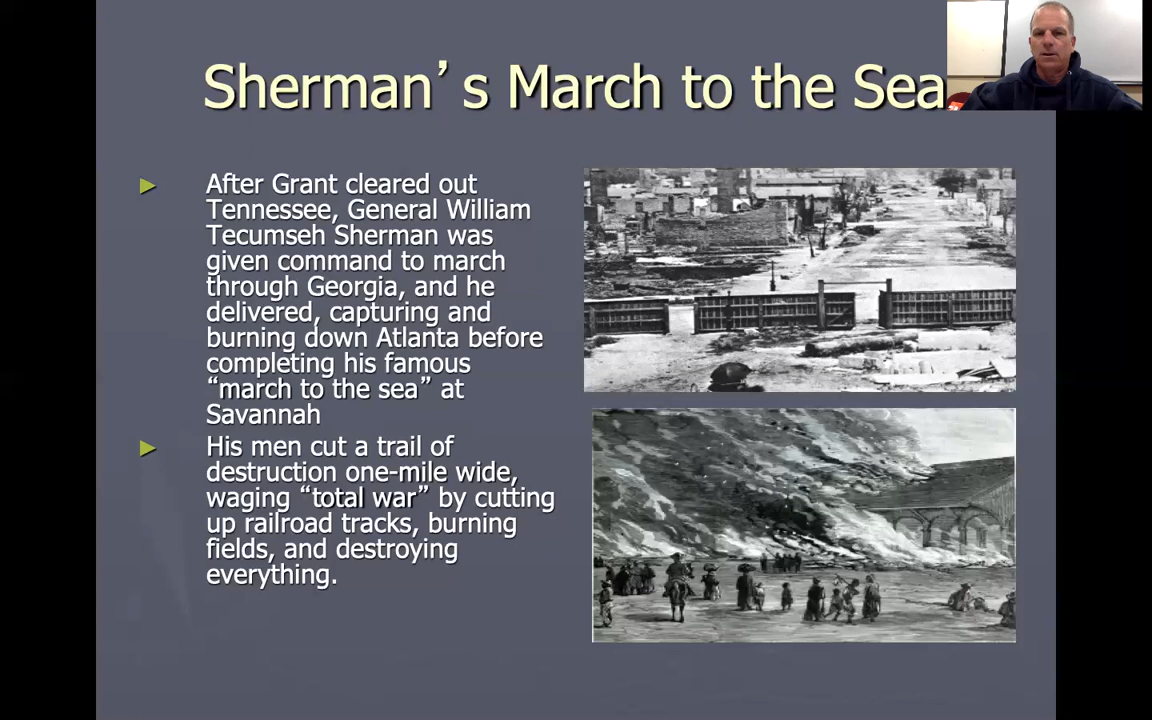 Sherman’s March to the Sea
► After Grant cleared out
Tennessee, General William
Tecumseh Sherman was
given command to march
through Georgia, and he
delivered, capturing and
burning down Atlanta before
completing his famous
“march to the sea” at
Savannah
► His men cut a trail of
destruction one-mile wide,
waging “total war” by cutting
up railroad tracks, burning
fields, and destroying
everything.